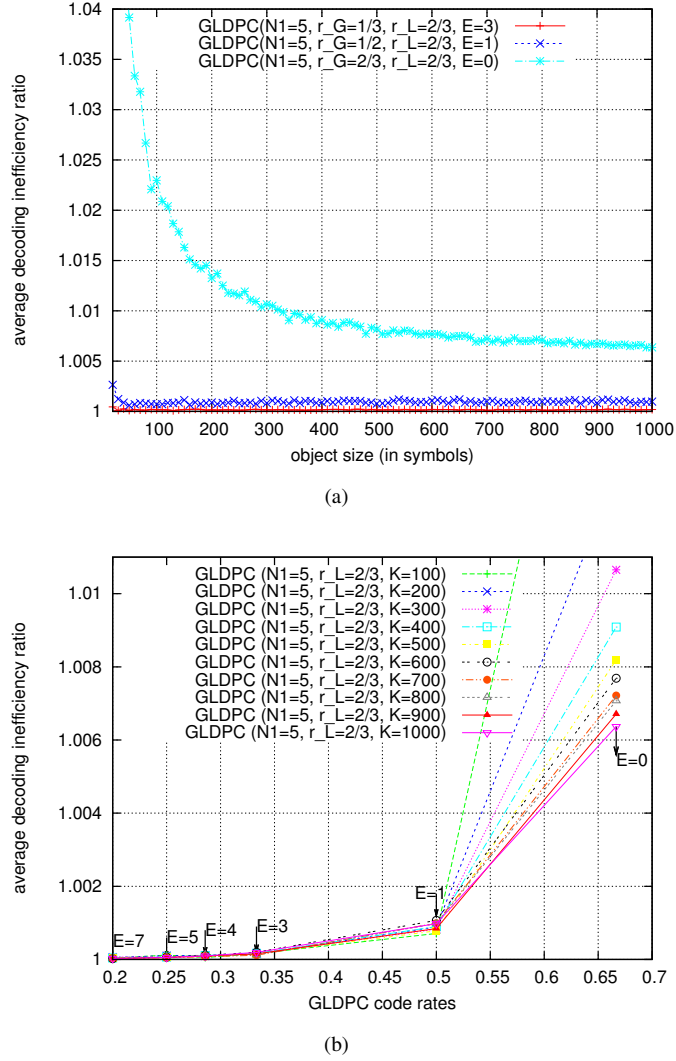 1.04
1.035
1.03
1.025
1.02
1.015
1.01
1.005
1
average decoding inefficiency ratio
GLDPC(N1=5, r_G=1/3, r_L=2/3, E=3)
GLDPC(N1=5, r_G=1/2, r_L=2/3, E=1)
GLDPC(N1=5, r_G=2/3, r_L=2/3, E=0)
100 200 300 400 500 600 700 800 900 1000
object size (in symbols)
(a)
1.01
1.008
1.006
1.004
1.002
1
average decoding inefficiency ratio
GLDPC (N1=5, r_L=2/3, K=100)
GLDPC (N1=5, r_L=2/3, K=200)
GLDPC (N1=5, r_L=2/3, K=300)
GLDPC (N1=5, r_L=2/3, K=400)
GLDPC (N1=5, r_L=2/3, K=500)
GLDPC (N1=5, r_L=2/3, K=600)
GLDPC (N1=5, r_L=2/3, K=700)
GLDPC (N1=5, r_L=2/3, K=800)
GLDPC (N1=5, r_L=2/3, K=900)
GLDPC (N1=5, r_L=2/3, K=1000)
E=0
E=1
E=7 E=5 E=4 E=3
0.2 0.25 0.3 0.35 0.4 0.45 0.5 0.55 0.6 0.65 0.7
GLDPC code rates
(b)